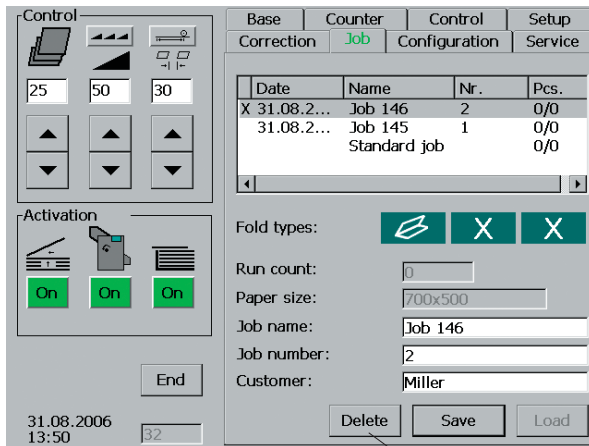 Control
25 50 30
Activation
On On On
End
31.08.2006
13:50
32
Base Counter Control Setup
Correction Job Configuration Service
Date Name Nr. Pcs.
X 31.08.2... Job 146 2 0/0
31.08.2... Job 145 1 0/0
Standard job 0/0
Fold types: X X
Run count: 0
Paper size: 700x500
Job name: Job 146
Job number: 2
Customer: Miller
Delete Save Load